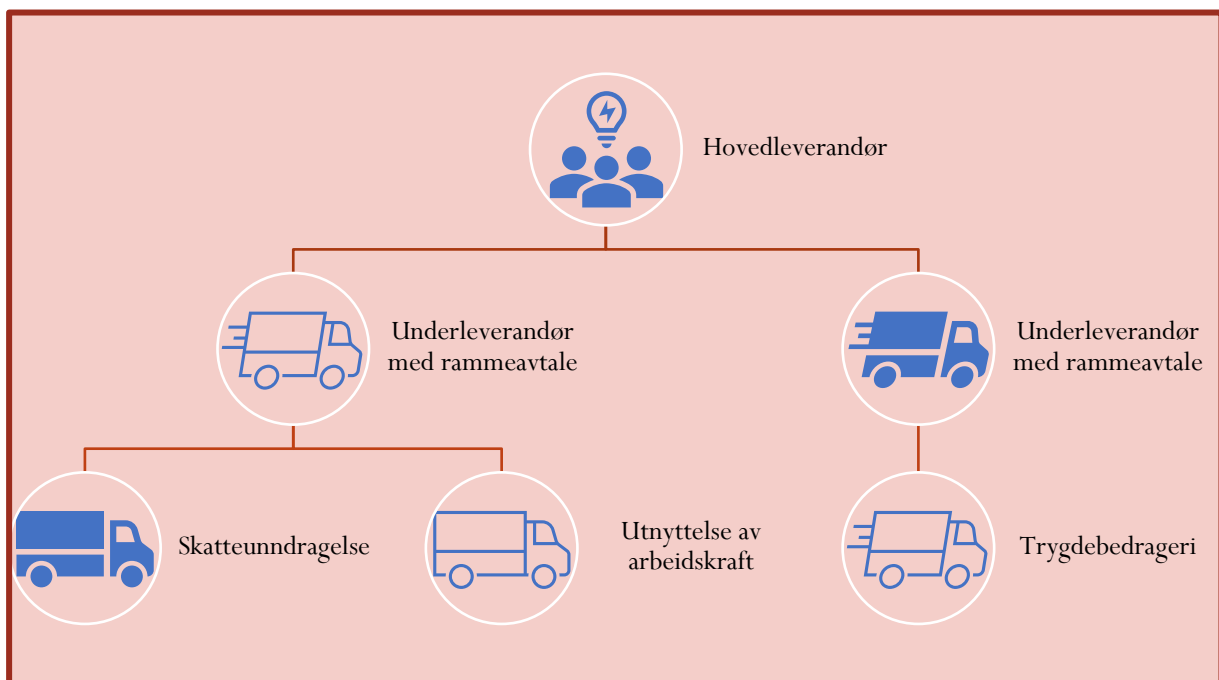 Hovedleverandør
Underleverandør
med rammeavtale
Underleverandør
med rammeavtale
Skatteunndragelse
Utnyttelse av
arbeidskraft
Trygdebedrageri